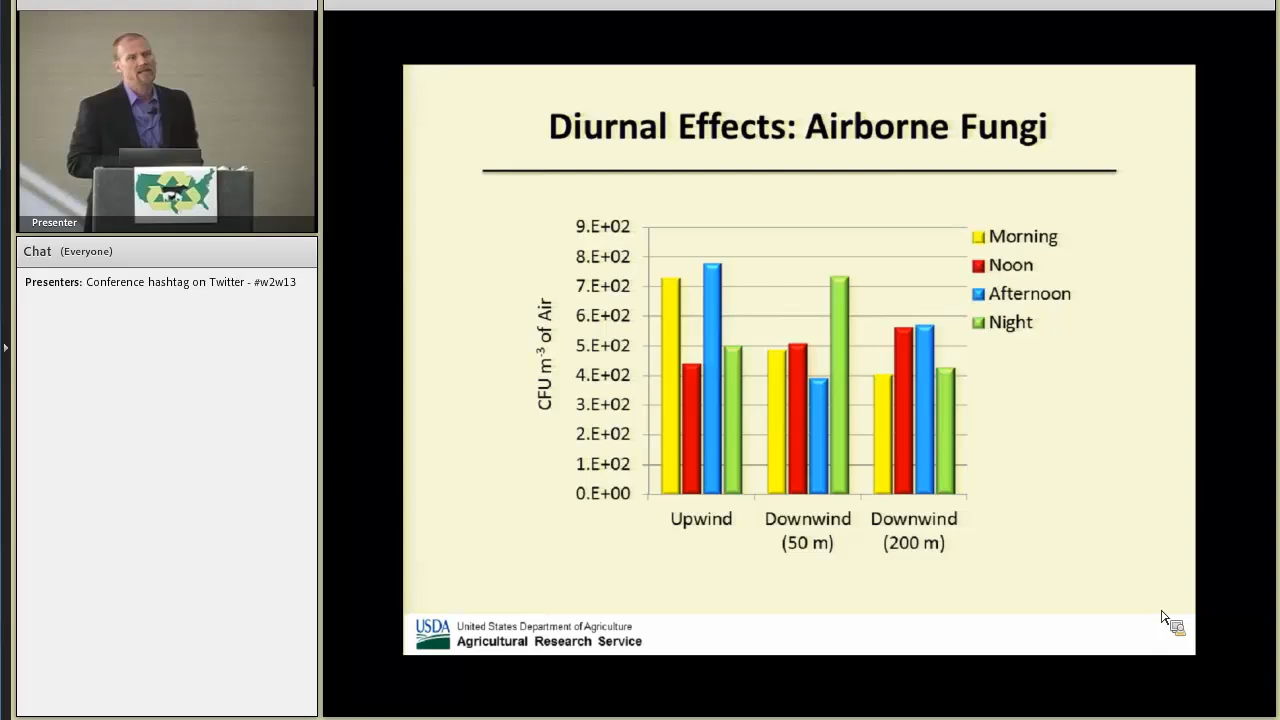 Presenter
Chat (Everyone)
Presenters: Conference hashtag on Twitter - #w2w13
Diurnal Effects: Airborne Fungi
CFU m⁻³ of Air
9.E+02
8.E+02
7.E+02
6.E+02
5.E+02
4.E+02
3.E+02
2.E+02
1.E+02
0.E+00
Upwind
Downwind
(50 m)
Downwind
(200 m)
Morning
Noon
Afternoon
Night
USDA
United States Department of Agriculture
Agricultural Research Service